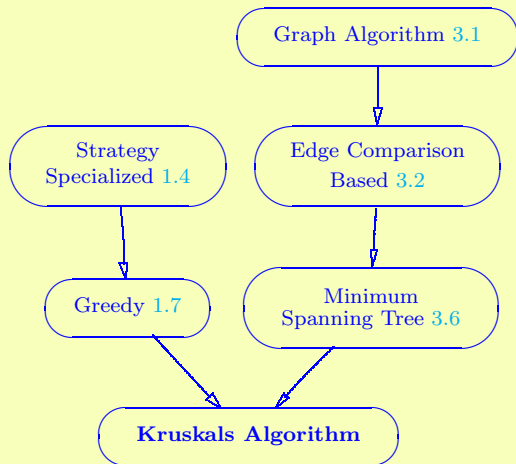 Graph Algorithm 3.1
Strategy
Specialized 1.4
Edge Comparison
Based 3.2
Greedy 1.7
Minimum
Spanning Tree 3.6
Kruskals Algorithm